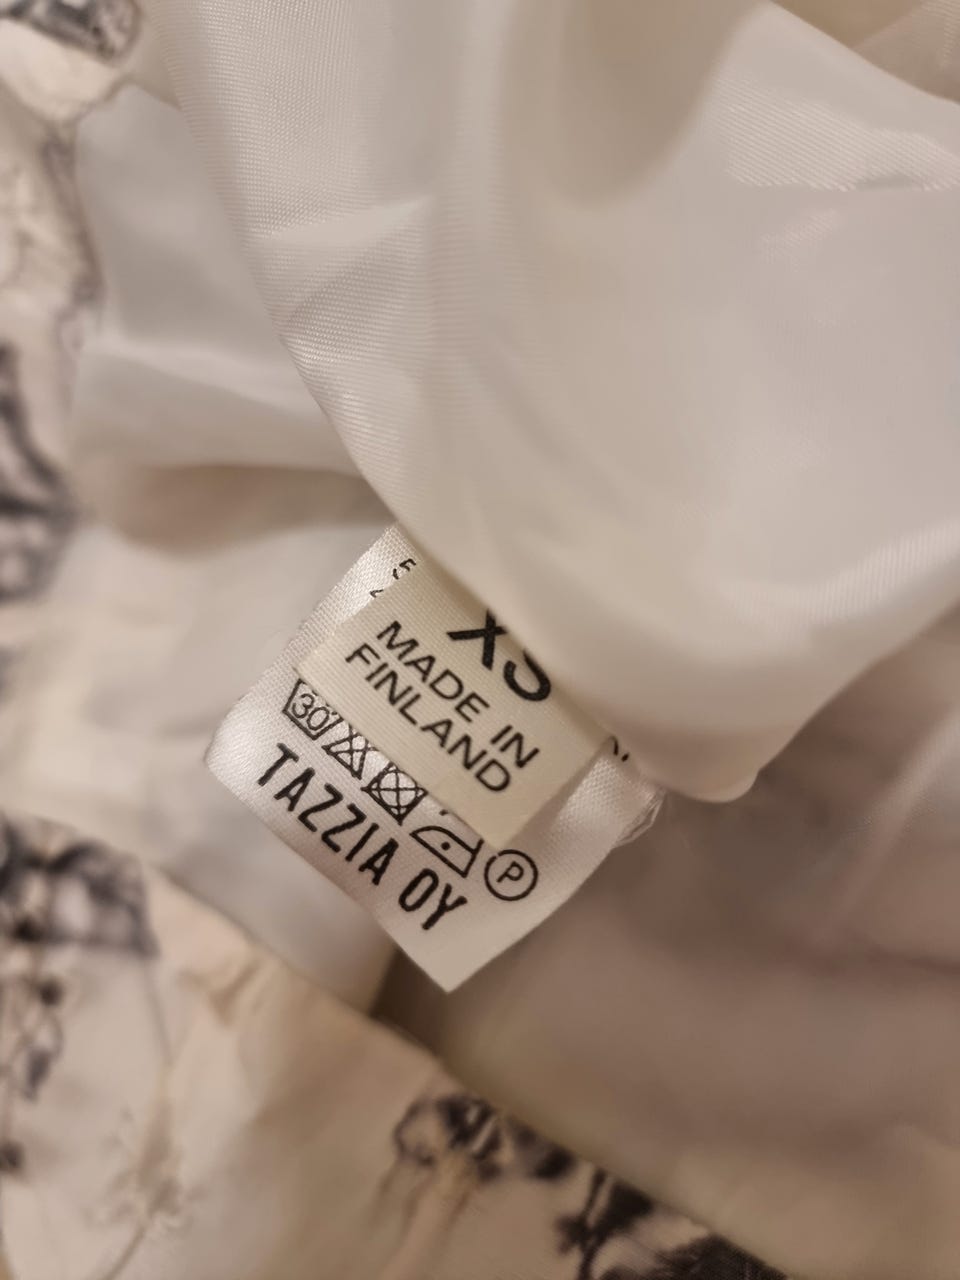 XS
MADE IN
FINLAND
30
P
TAZZIA OY